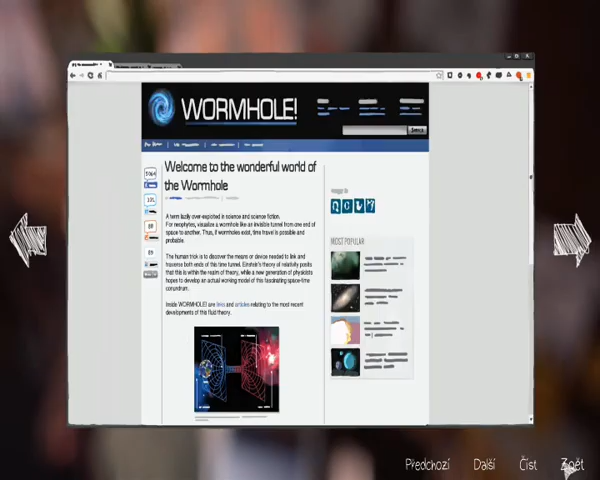 WORMHOLE!
Welcome to the wonderful world of
the Wormhole
A term lazily over-exploited in science and science fiction.
For neophytes, visualize a wormhole like an invisible tunnel from one end of
space to another. Thus, if wormholes exist, time travel is possible and
probable.
The human trick is to discover the means or device needed to link and
traverse both ends of this time tunnel. Einstein's theory of relativity posits
that this is within the realm of theory, while a new generation of physicists
hopes to develop an actual working model of this fascinating space-time
conundrum.
Inside WORMHOLE! are links and articles relating to the most recent
developments of this fluid theory.
MOST POPULAR
Předchozí Další Číst Zpět